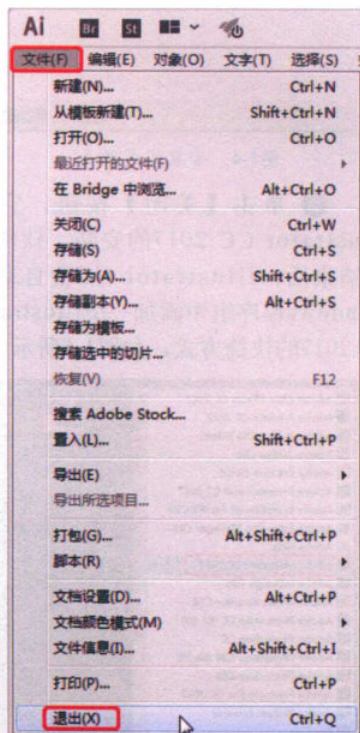 Ai Br St
文件(F) 编辑(E) 对象(O) 文字(T) 选择(S)
新建(N)... Ctrl+N
从模板新建(T)... Shift+Ctrl+N
打开(O)... Ctrl+O
最近打开的文件(F)
在 Bridge 中浏览... Alt+Ctrl+O
关闭(C) Ctrl+W
存储(S) Ctrl+S
存储为(A)... Shift+Ctrl+S
存储副本(Y)... Alt+Ctrl+S
存储为模板...
存储选中的切片...
恢复(V) F12
搜索 Adobe Stock...
置入(L)... Shift+Ctrl+P
导出(E)
导出所选项目...
打包(G)... Alt+Shift+Ctrl+P
脚本(R)
文档设置(D)... Alt+Ctrl+P
文档颜色模式(M)
文件信息(I)... Alt+Shift+Ctrl+I
打印(P)... Ctrl+P
退出(X) Ctrl+Q